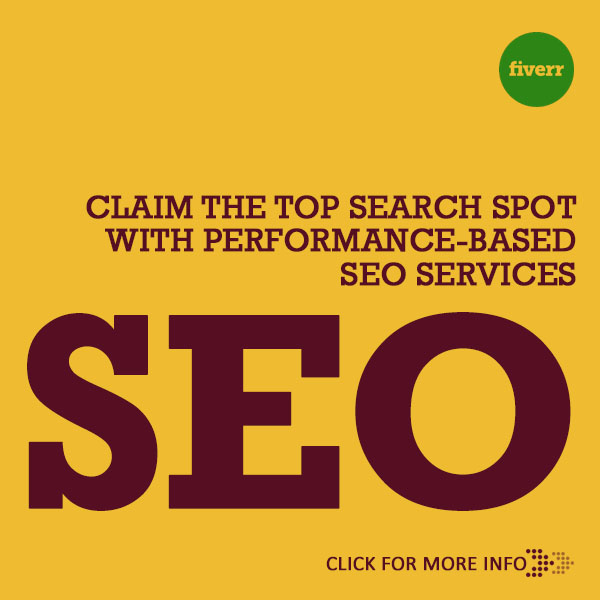 fiverr
CLAIM THE TOP SEARCH SPOT
WITH PERFORMANCE-BASED
SEO SERVICES
SEO
CLICK FOR MORE INFO